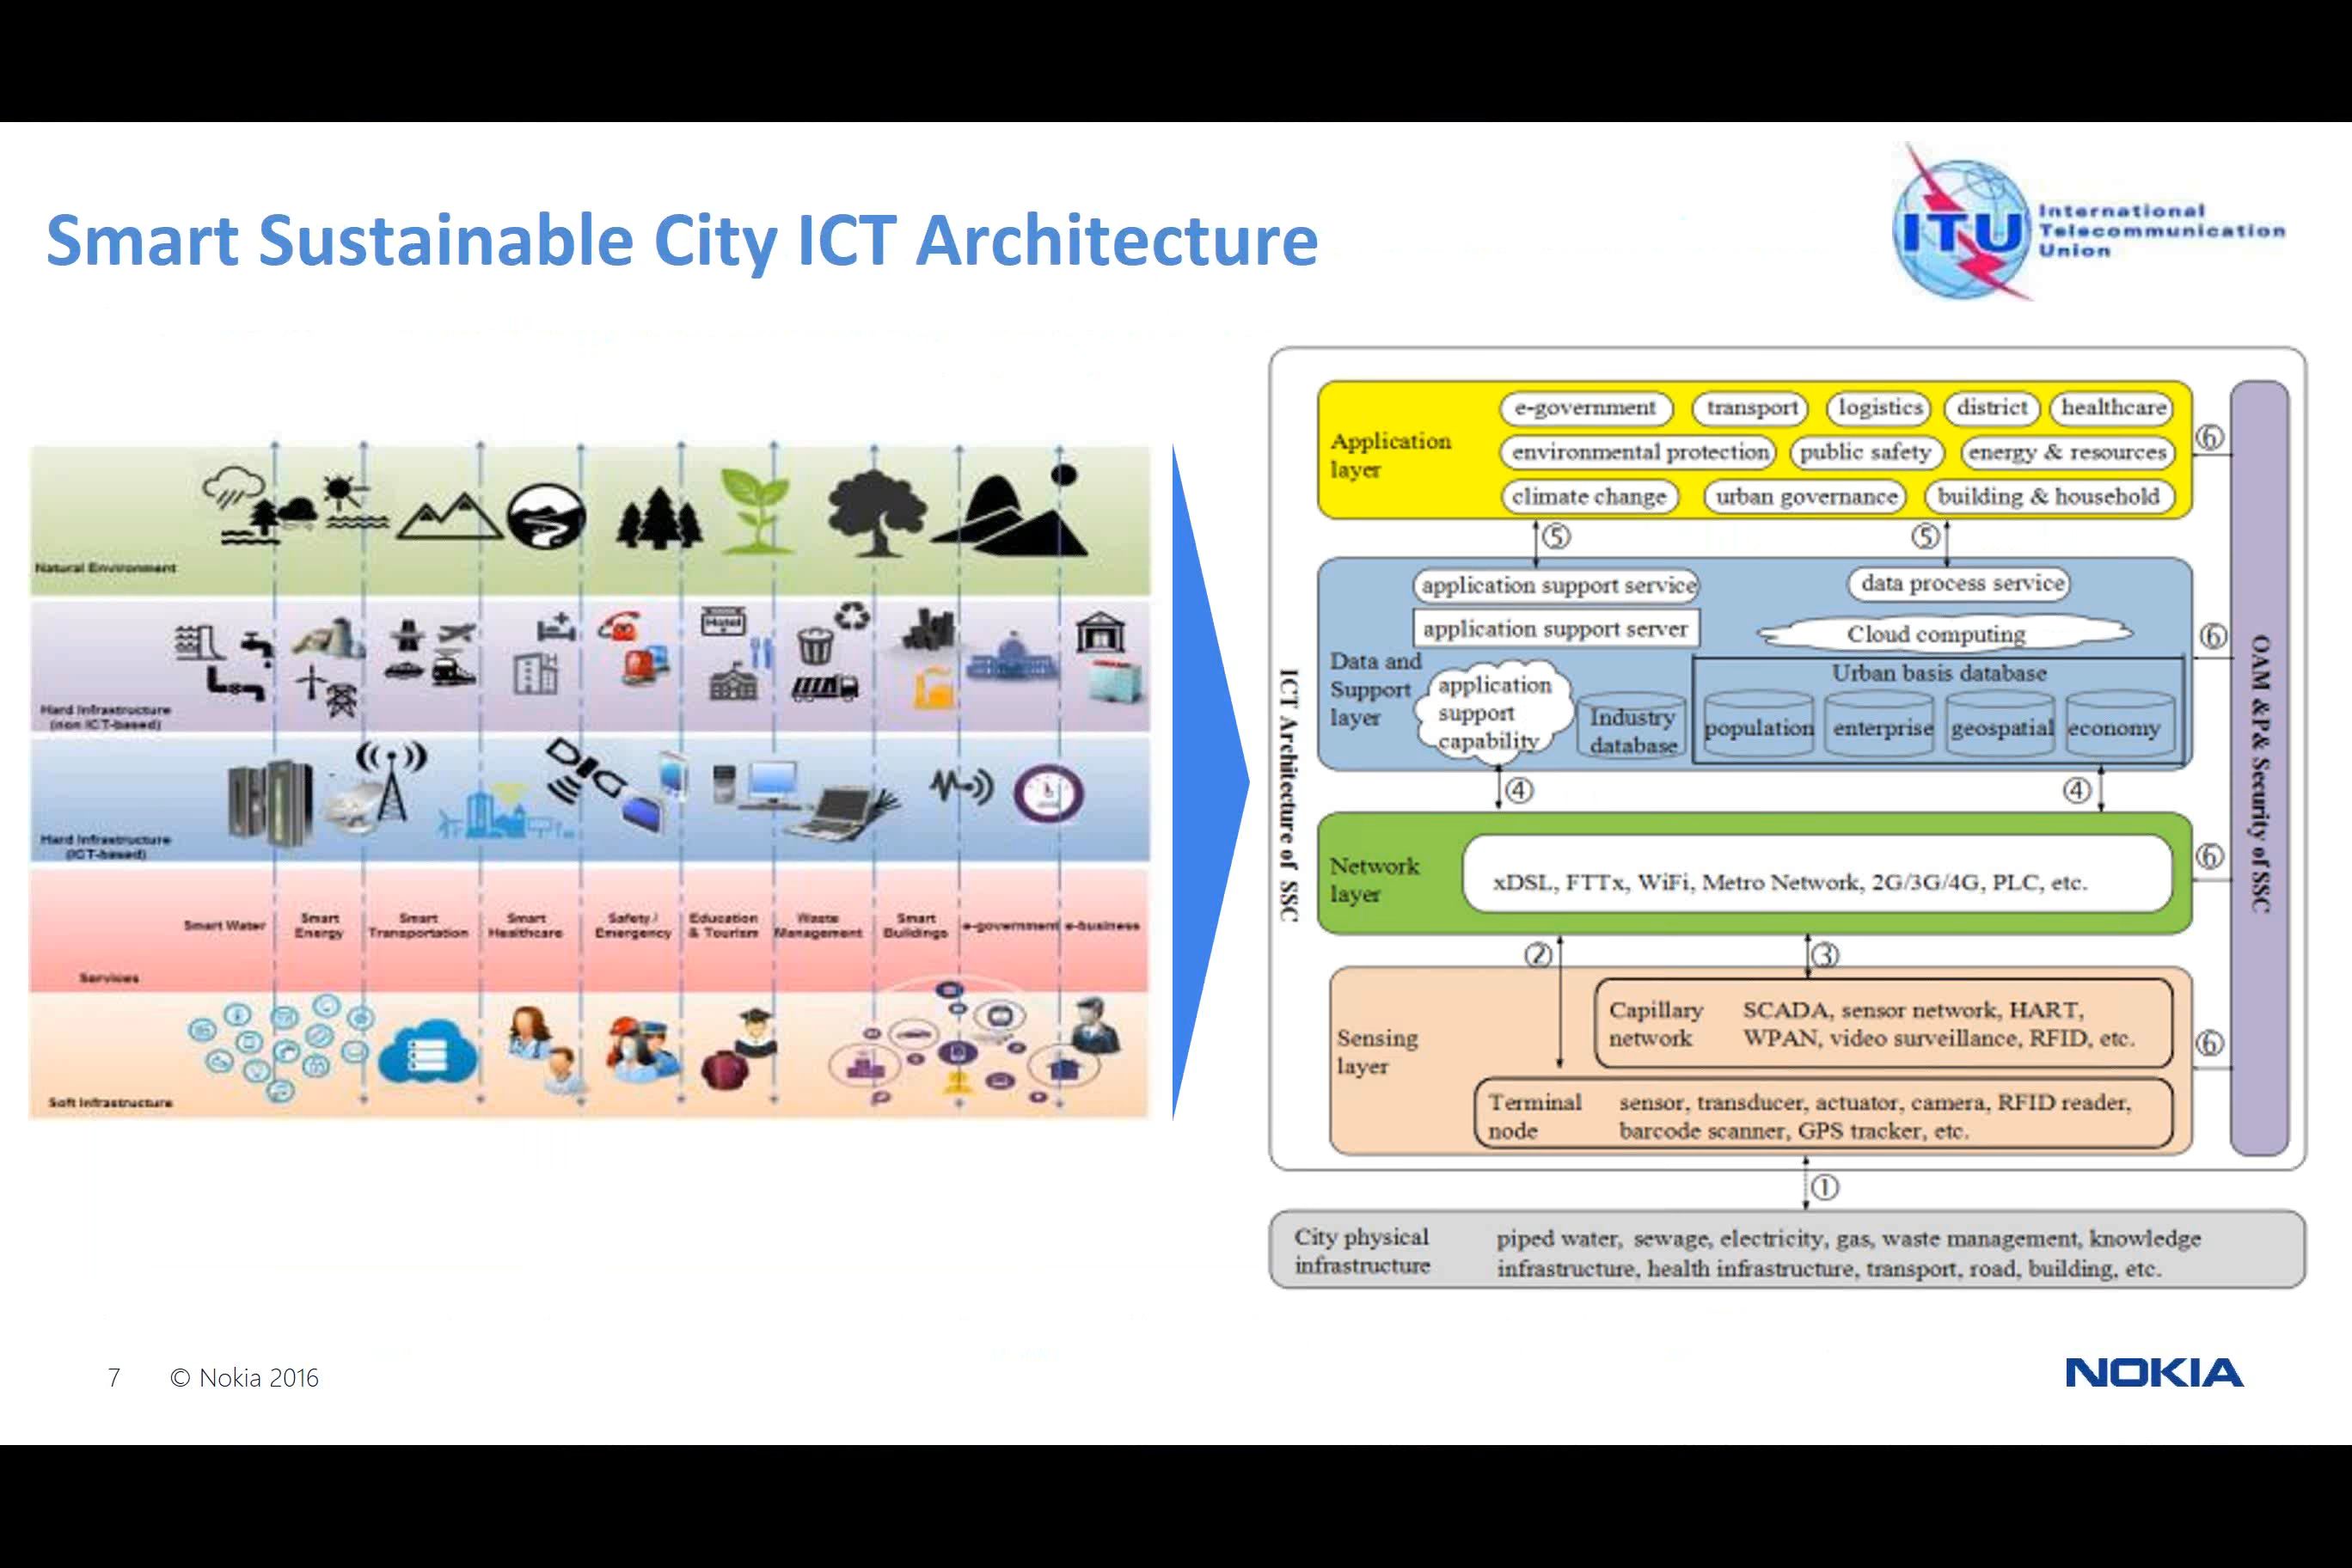 Smart Sustainable City ICT Architecture
ITU
International
Telecommunication
Union
Natural Environment
Hotel
Hard Infrastructure
(non ICT-based)
Hard Infrastructure
(ICT-based)
Smart Water
Smart
Energy
Smart
Transportation
Smart
Healthcare
Safety /
Emergency
Education
& Tourism
Waste
Management
Smart
Buildings
e-government
e-business
Services
Soft Infrastructure
ICT Architecture of SSC
Application
layer
e-government
transport
logistics
district
healthcare
environmental protection
public safety
energy & resources
climate change
urban governance
building & household
⑥
⑤
⑤
Data and
Support
layer
application support service
data process service
application support server
Cloud computing
application
support
capability
Industry
database
Urban basis database
population
enterprise
geospatial
economy
⑥
④
④
Network
layer
xDSL, FTTx, WiFi, Metro Network, 2G/3G/4G, PLC, etc.
⑥
②
③
Sensing
layer
Capillary
network
SCADA, sensor network, HART,
WPAN, video surveillance, RFID, etc.
⑥
Terminal
node
sensor, transducer, actuator, camera, RFID reader,
barcode scanner, GPS tracker, etc.
OAM &P& Security of SSC
①
City physical
infrastructure
piped water, sewage, electricity, gas, waste management, knowledge
infrastructure, health infrastructure, transport, road, building, etc.
7
© Nokia 2016
NOKIA